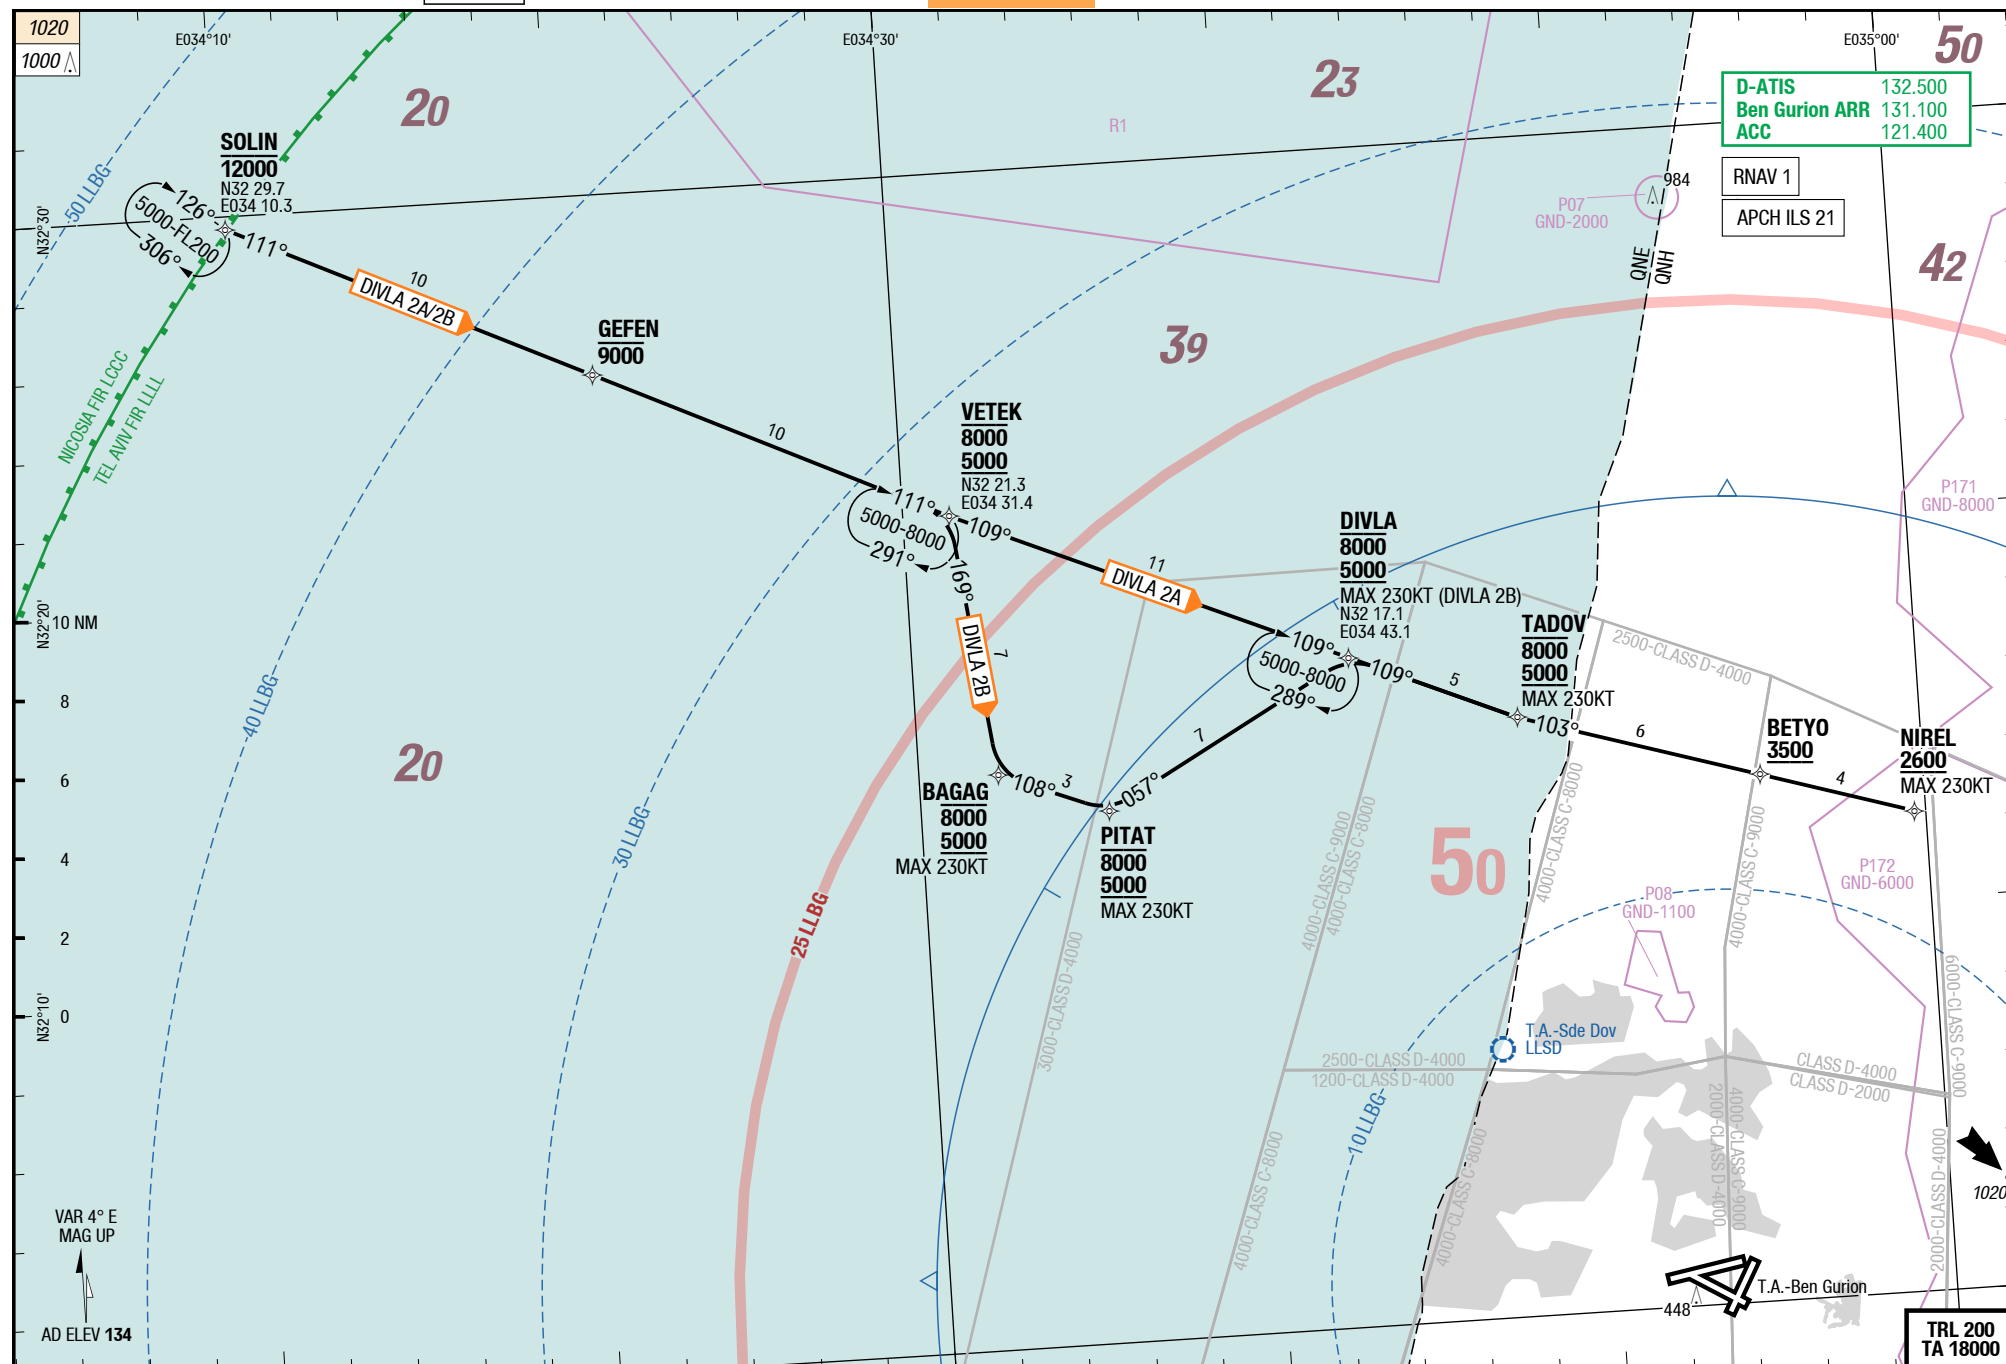 1020
1000
E034°10'
E034°30'
E035°00'
50
20
23
R1
D-ATIS 132.500
Ben Gurion ARR 131.100
ACC 121.400
RNAV 1
APCH ILS 21
50 LLBG
SOLIN
12000
N32 29.7
E034 10.3
126°
5000-FL200
306°
111°
N32°30'
984
P07
GND-2000
QNE
QNH
42
10
DIVLA 2A/2B
GEFEN
9000
39
NICOSIA FIR LCCC
TEL AVIV FIR LLLL
10
VETEK
8000
5000
N32 21.3
E034 31.4
111°
5000-8000
291°
109°
169°
P171
GND-8000
DIVLA
8000
5000
MAX 230KT (DIVLA 2B)
N32 17.1
E034 43.1
11
DIVLA 2A
109°
5000-8000
289°
109°
5
TADOV
8000
5000
MAX 230KT
103°
2500-CLASS D-4000
N32°20'
10 NM
8
6
4
2
0
N32°10'
40 LLBG
20
DIVLA 2B
7
30 LLBG
BAGAG
8000
5000
MAX 230KT
108°
3
057°
7
PITAT
8000
5000
MAX 230KT
6
BETYO
3500
4
NIREL
2600
MAX 230KT
25 LLBG
50
4000-CLASS C-9000
4000-CLASS C-8000
4000-CLASS C-8000
4000-CLASS C-9000
P172
GND-6000
P08
GND-1100
3000-CLASS D-4000
6000-CLASS C-9000
T.A.-Sde Dov
LLSD
2500-CLASS D-4000
1200-CLASS D-4000
CLASS D-4000
CLASS D-2000
10 LLBG
4000-CLASS C-8000
4000-CLASS C-8000
2000-CLASS D-4000
4000-CLASS C-9000
2000-CLASS D-4000
1020
VAR 4° E
MAG UP
AD ELEV 134
T.A.-Ben Gurion
448
TRL 200
TA 18000